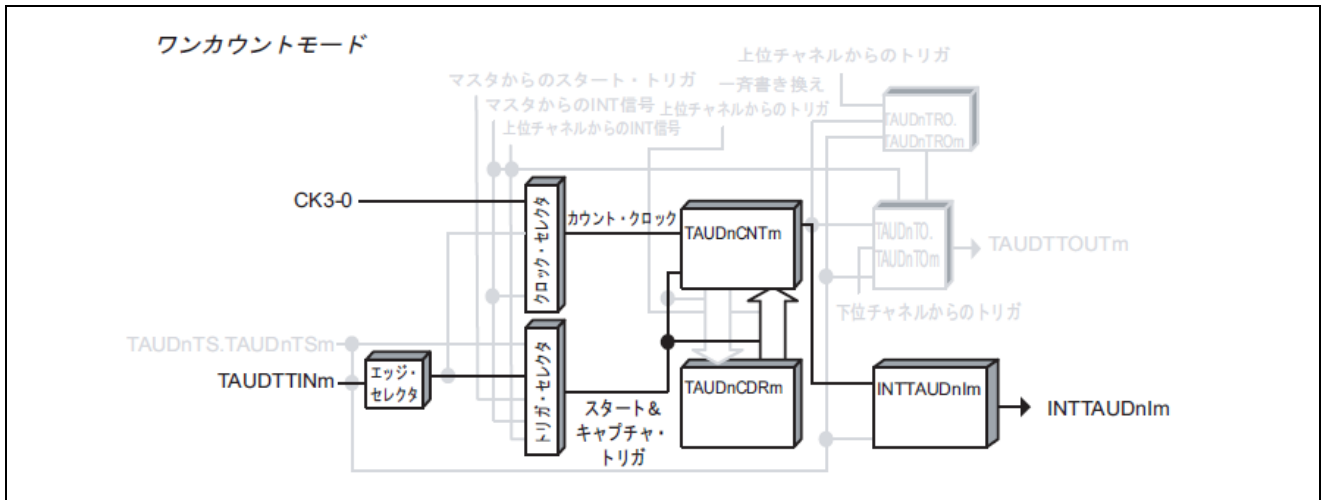 ワンカウントモード
上位チャネルからのトリガ
マスタからのスタート・トリガ
一斉書き換え
マスタからのINT信号
上位チャネルからのトリガ
上位チャネルからのINT信号
TAUDnTRO.
TAUDnTROm
CK3-0
クロック・セレクタ
カウント・クロック
TAUDnCNTm
TAUDnTO.
TAUDnTOm
TAUDTTOUTm
下位チャネルからのトリガ
TAUDnTS.TAUDnTSm
TAUDTTINm
エッジ・
セレクタ
トリガ・セレクタ
スタート&
キャプチャ・
トリガ
TAUDnCDRm
INTTAUDnIm
INTTAUDnIm